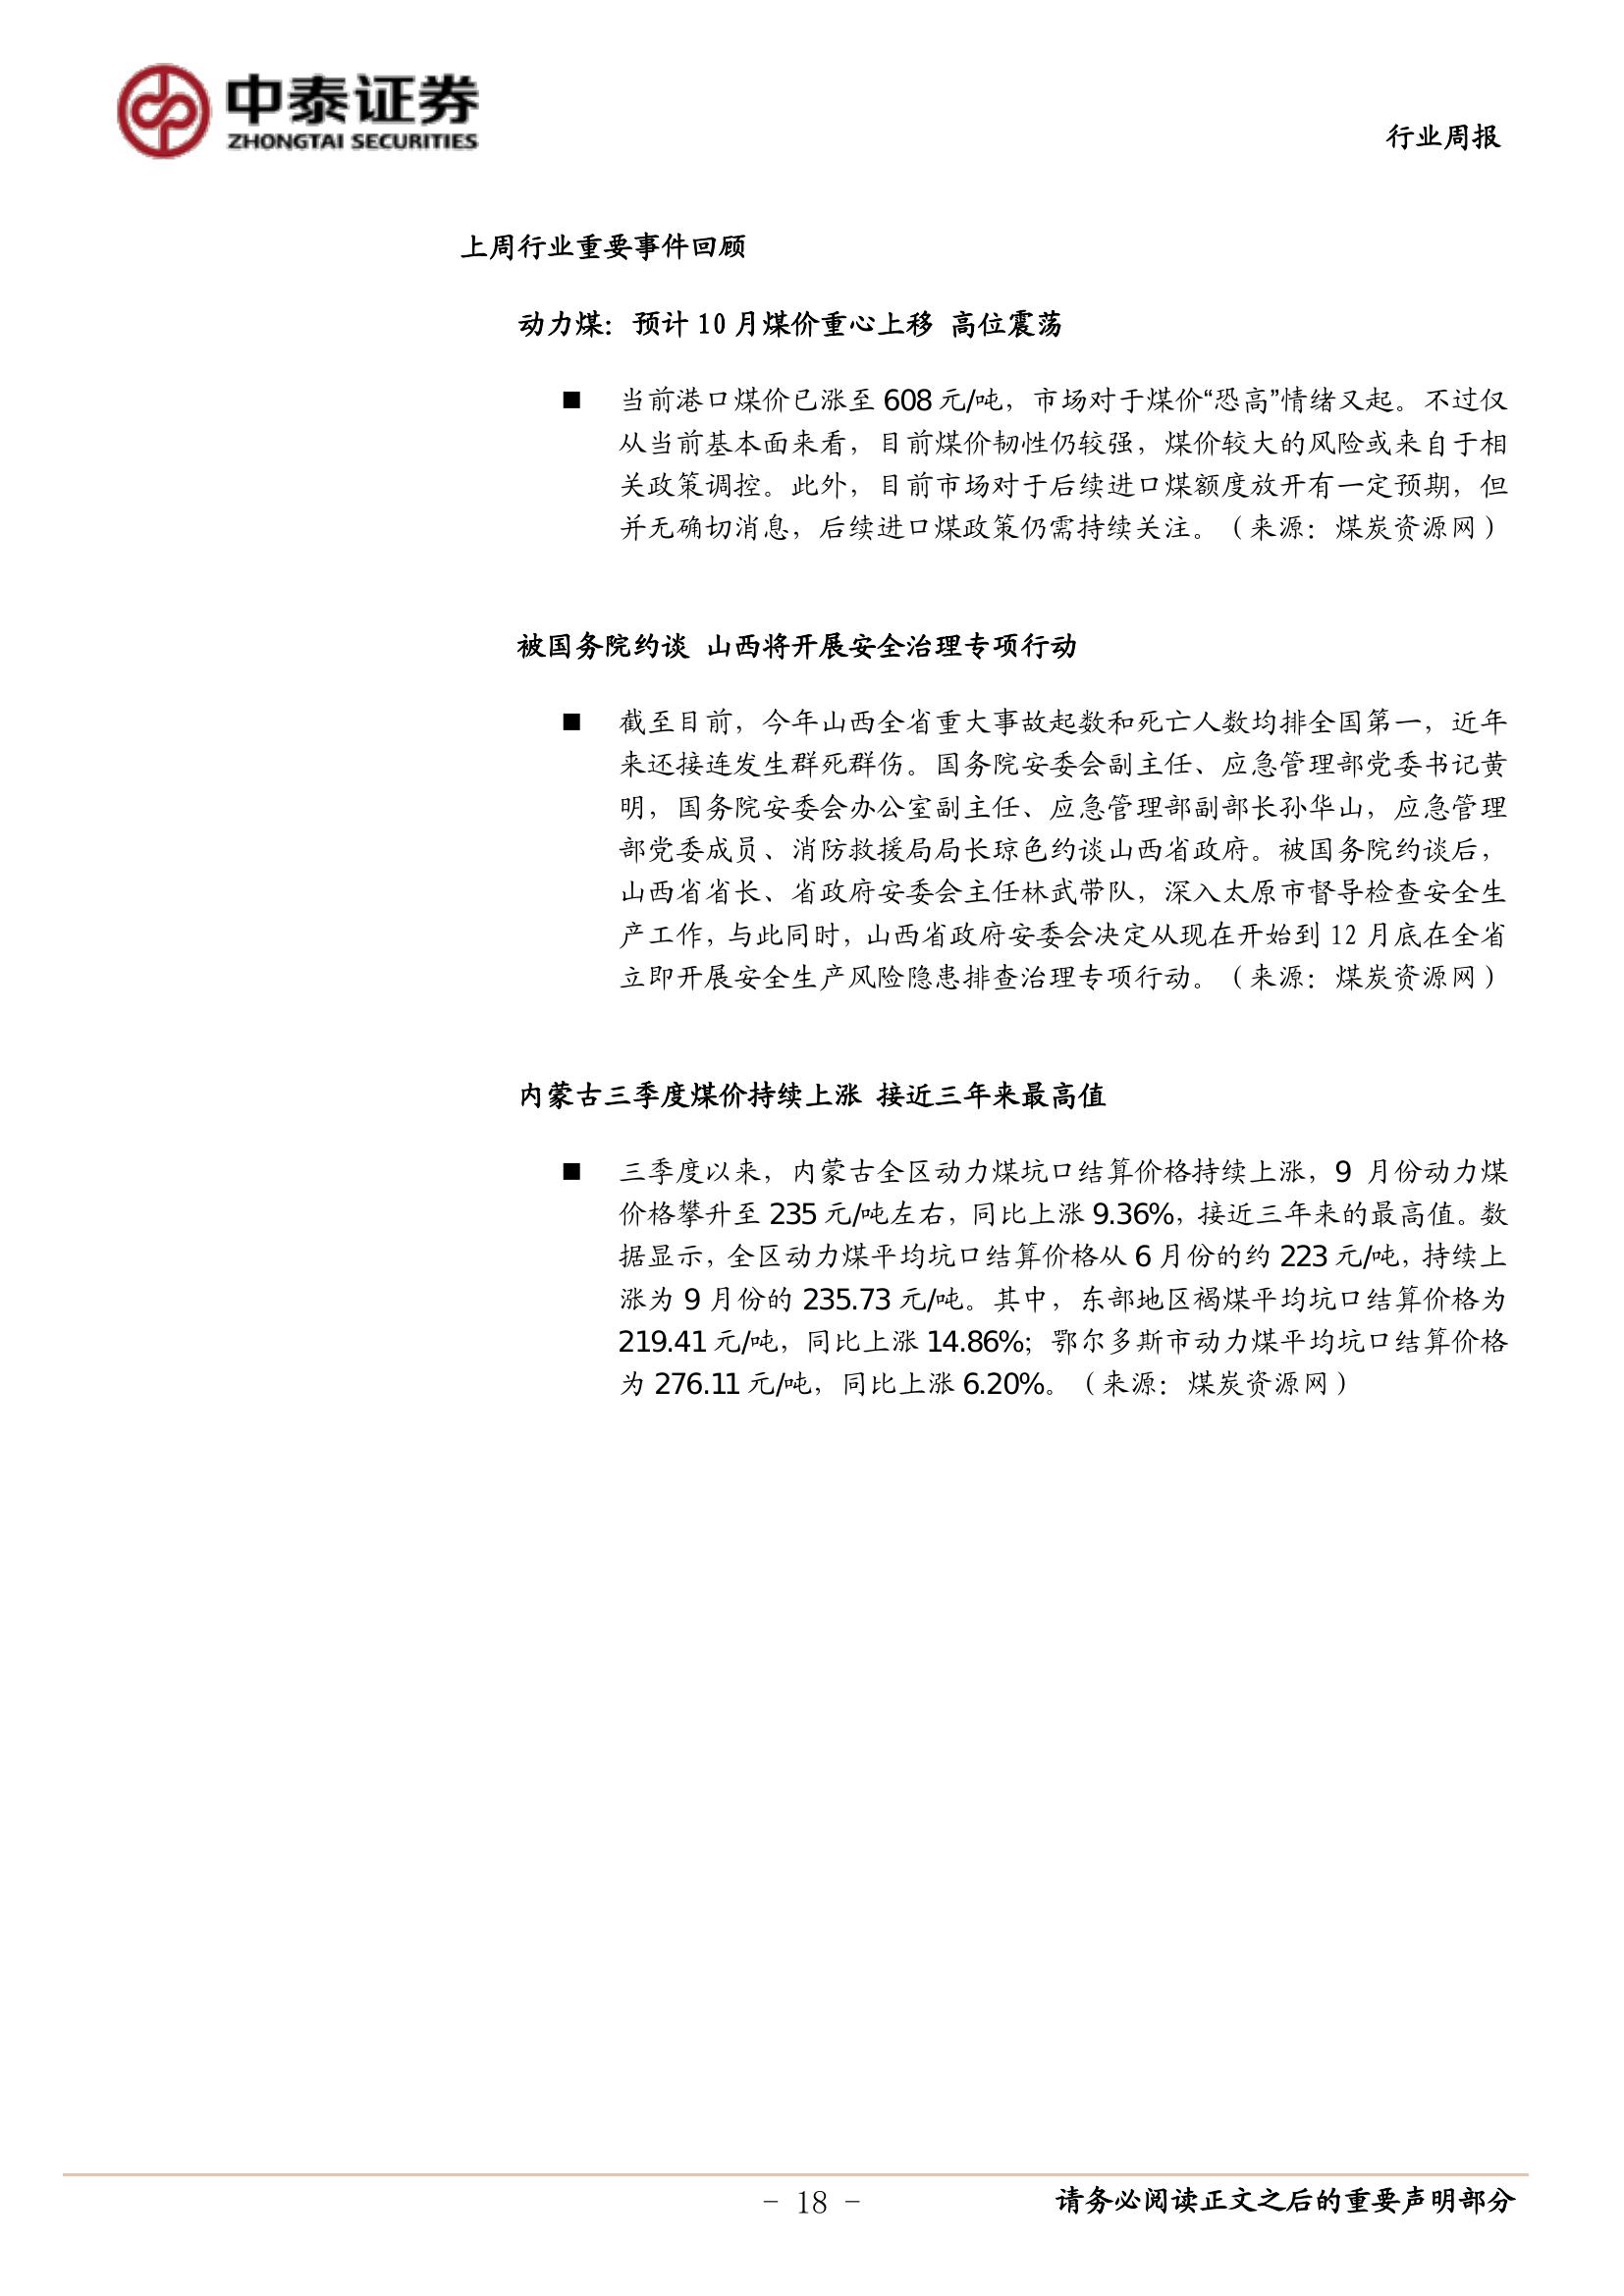 中泰证券
ZHONGTAI SECURITIES
行业周报
上周行业重要事件回顾
动力煤：预计 10 月煤价重心上移 高位震荡
■ 当前港口煤价已涨至 608 元/吨，市场对于煤价“恐高”情绪又起。不过仅
从当前基本面来看，目前煤价韧性仍较强，煤价较大的风险或来自于相
关政策调控。此外，目前市场对于后续进口煤额度放开有一定预期，但
并无确切消息，后续进口煤政策仍需持续关注。（来源：煤炭资源网）
被国务院约谈 山西将开展安全治理专项行动
■ 截至目前，今年山西全省重大事故起数和死亡人数均排全国第一，近年
来还接连发生群死群伤。国务院安委会副主任、应急管理部党委书记黄
明，国务院安委会办公室副主任、应急管理部副部长孙华山，应急管理
部党委成员、消防救援局局长琼色约谈山西省政府。被国务院约谈后，
山西省省长、省政府安委会主任林武带队，深入太原市督导检查安全生
产工作，与此同时，山西省政府安委会决定从现在开始到 12 月底在全省
立即开展安全生产风险隐患排查治理专项行动。（来源：煤炭资源网）
内蒙古三季度煤价持续上涨 接近三年来最高值
■ 三季度以来，内蒙古全区动力煤坑口结算价格持续上涨，9 月份动力煤
价格攀升至 235 元/吨左右，同比上涨 9.36%，接近三年来的最高值。数
据显示，全区动力煤平均坑口结算价格从 6 月份的约 223 元/吨，持续上
涨为 9 月份的 235.73 元/吨。其中，东部地区褐煤平均坑口结算价格为
219.41 元/吨，同比上涨 14.86%；鄂尔多斯市动力煤平均坑口结算价格
为 276.11 元/吨，同比上涨 6.20%。（来源：煤炭资源网）
- 18 -
请务必阅读正文之后的重要声明部分